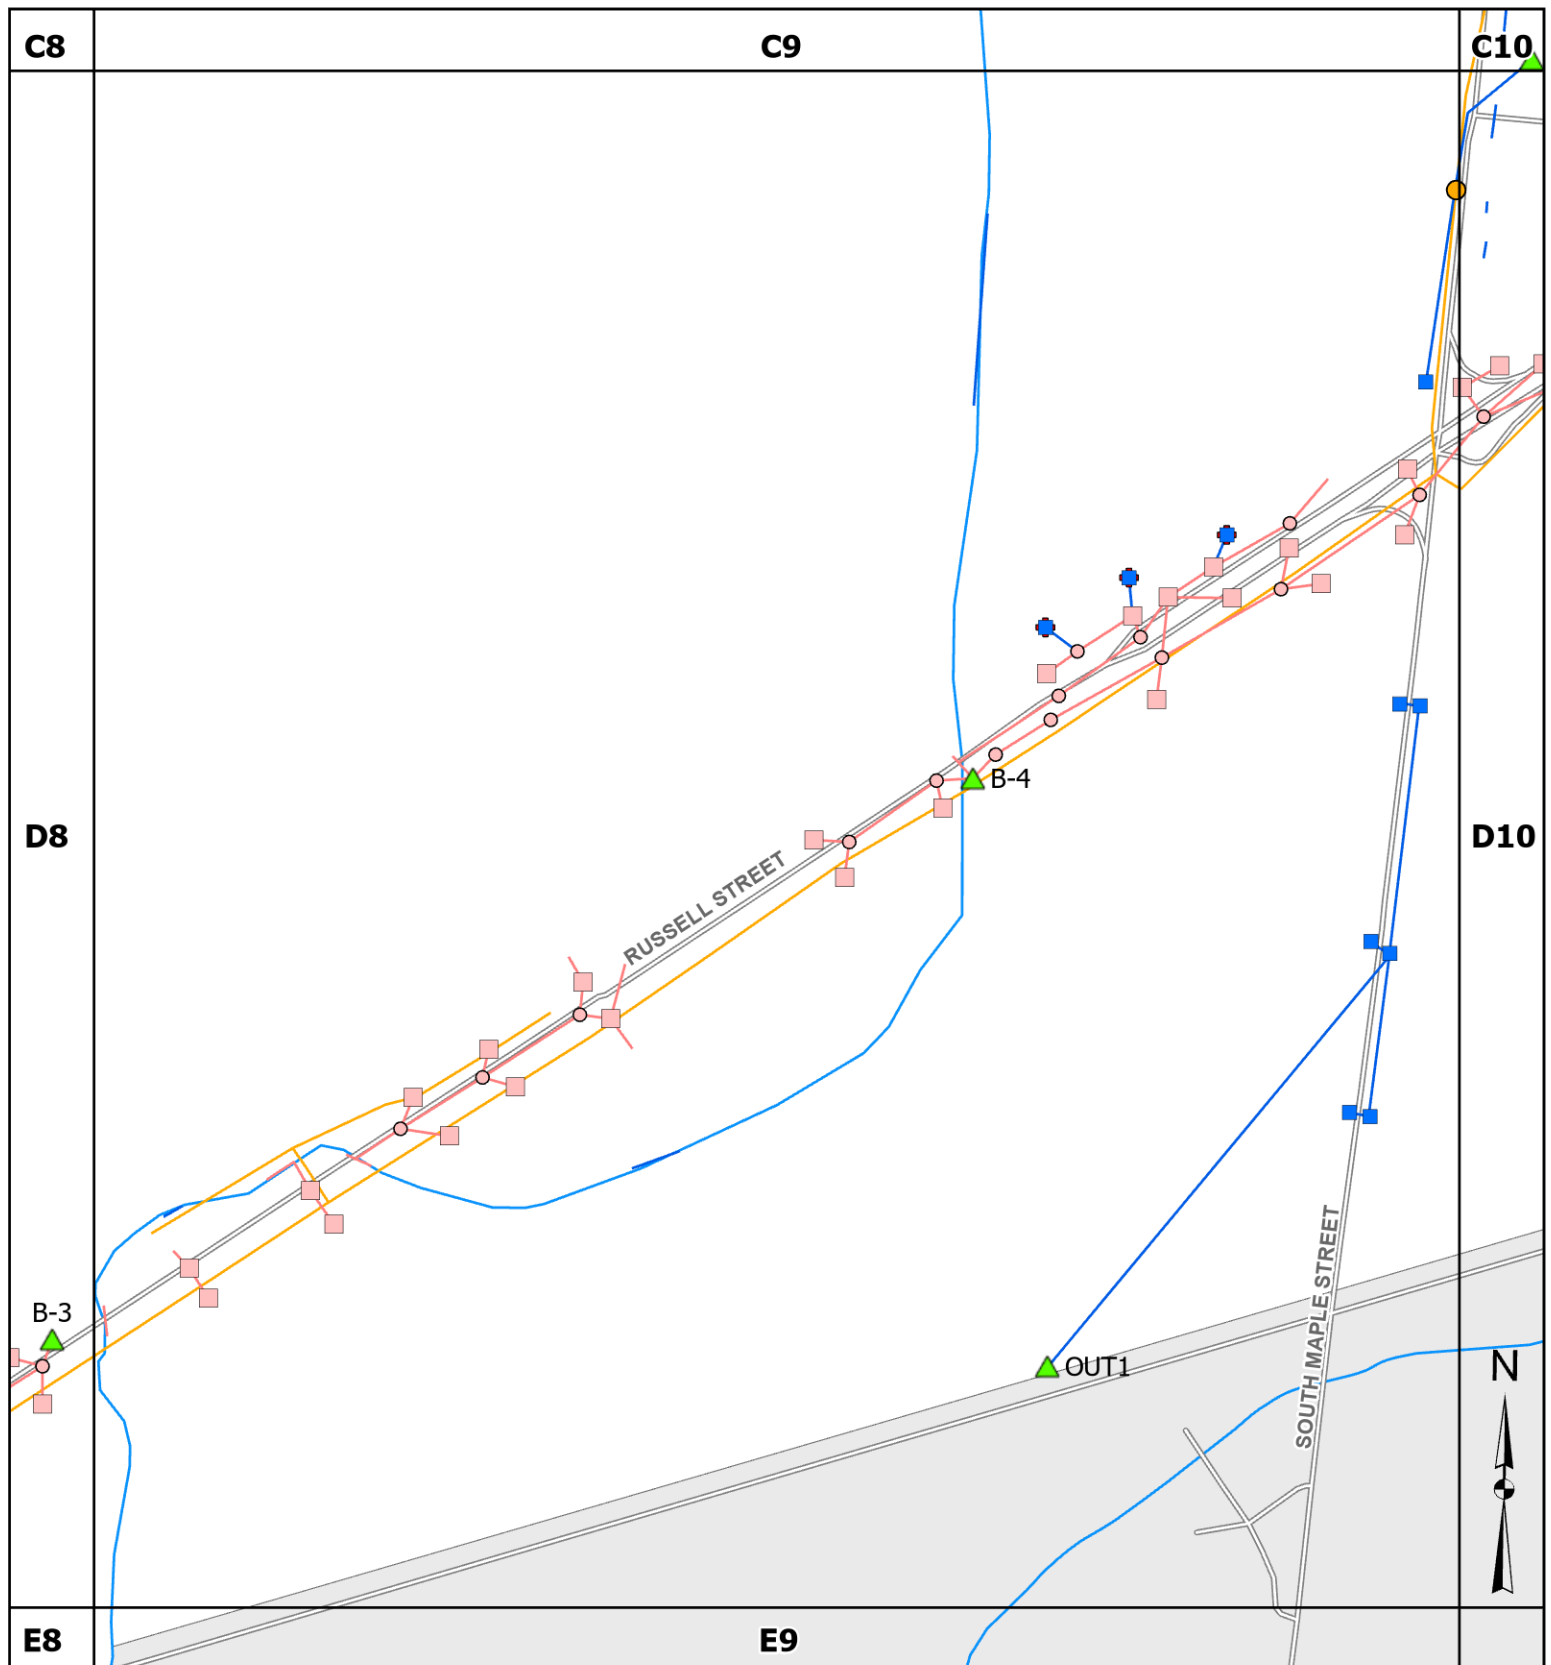 C8
C9
C10
B-4
D8
D10
RUSSELL STREET
B-3
SOUTH MAPLE STREET
OUT1
N
E8
E9